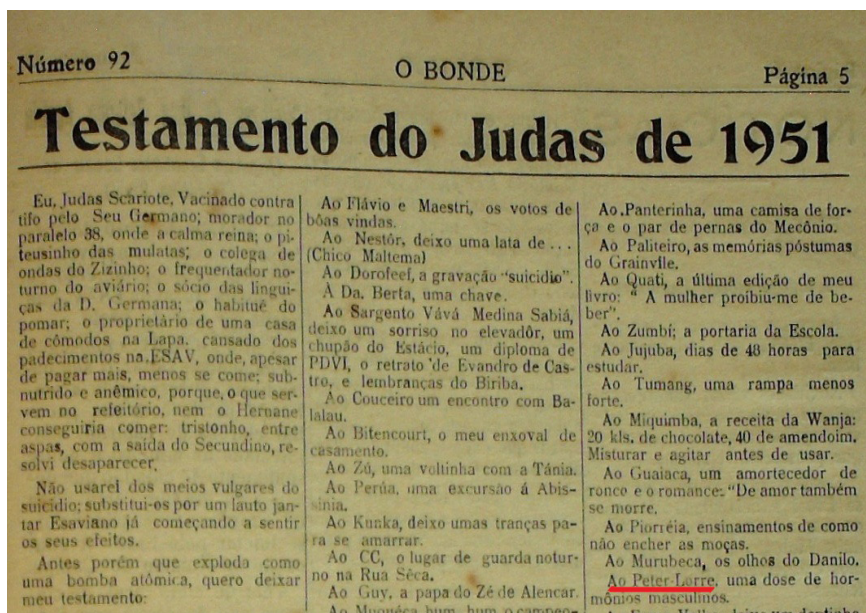 Número 92
O BONDE
Página 5
Testamento do Judas de 1951
Eu, Judas Scariote, Vacinado contra
tifo pelo Seu Germano; morador no
paralelo 38, onde a calma reina; o pi-
teusinho das mulatas; o colega de
ondas do Zizinho; o frequentador no-
turno do aviário; o sócio das lingui-
ças da D. Germana; o habitué do
pomar; o proprietário de uma casa
de cômodos na Lapa. cansado dos
padecimentos na ESAV, onde, apesar
de pagar mais, menos se come; sub-
nutrido e anêmico, porque, o que ser-
vem no refeitório, nem o Hernane
conseguiria comer: tristonho, entre
aspas, com a saída do Secundino, re-
solvi desaparecer,
Não usarei dos meios vulgares do
suicídio; substitui-os por um lauto jan-
tar Esaviano já começando a sentir
os seus efeitos.
Antes porém que exploda como
uma bomba atômica, quero deixar
meu testamento:
Ao Flávio e Maestri, os votos de
bôas vindas.
Ao Nestór, deixo uma lata de ...
(Chico Maltema)
Ao Dorofeef, a gravação "suicidio".
À Da. Berta, uma chave.
Ao Sargento Vává Medina Sabiá,
deixo um sorriso no elevadôr, um
chupão do Estácio, um diploma de
PDVI, o retrato de Evandro de Cas-
tro, e lembranças do Biriba.
Ao Couceiro um encontro com Ba-
lalau.
Ao Bitencourt, o meu enxoval de
casamento.
Ao Zú, uma voltinha com a Tánia.
Ao Perúa, uma excursão á Abis-
sínia.
Ao Kunka, deixo umas tranças pa-
ra se amarrar.
Ao CC, o lugar de guarda notur-
no na Rua Sêca.
Ao Guy, a papa do Zé de Alencar.
Ao Muquéca hum, hum o campeo-
Ao Panterinha, uma camisa de for-
ça e o par de pernas do Mecônio.
Ao Paliteiro, as memórias póstumas
do Grainvlle.
Ao Quati, a última edição de meu
livro: " A mulher proibiu-me de be-
ber".
Ao Zumbí; a portaria da Escola.
Ao Jujuba, dias de 48 horas para
estudar.
Ao Tumang, uma rampa menos
forte.
Ao Miquimba, a receita da Wanja:
20 kls. de chocolate, 40 de amendoim.
Misturar e agitar antes de usar.
Ao Guaiaca, um amortecedor de
ronco e o romance: "De amor também
se morre.
Ao Piorréia, ensinamentos de como
não encher as moças.
Ao Murubeca, os olhos do Danilo.
Ao Peter Lorre, uma dose de hor-
mônios masculinos.